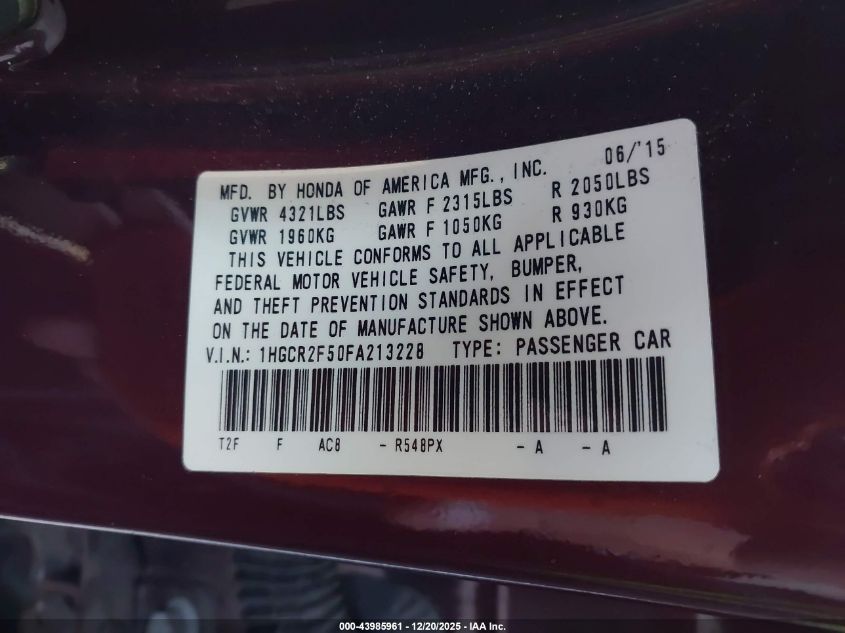 06/'15
MFD. BY HONDA OF AMERICA MFG., INC.
GVWR 4321LBS GAWR F 2315LBS R 2050LBS
GVWR 1960KG GAWR F 1050KG R 930KG
THIS VEHICLE CONFORMS TO ALL APPLICABLE
FEDERAL MOTOR VEHICLE SAFETY, BUMPER,
AND THEFT PREVENTION STANDARDS IN EFFECT
ON THE DATE OF MANUFACTURE SHOWN ABOVE.
V.I.N.: 1HGCR2F50FA213228 TYPE: PASSENGER CAR
T2F F AC8 - R548PX - A - A
000-43985961 - 12/20/2025 - IAA Inc.